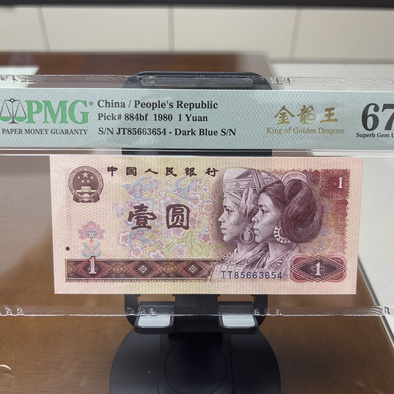 PMG®
PAPER MONEY GUARANTY
China / People's Republic
Pick# 884bf 1980 1 Yuan
S/N JT85663654 - Dark Blue S/N
金龍王
King of Golden Dragons
67
Superb Gem U
中国人民银行
1
壹圆
TT85663654
1
1